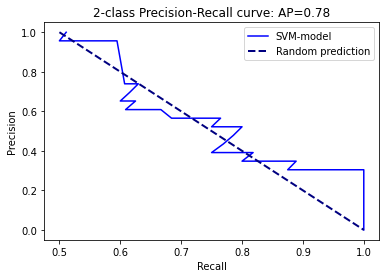 2-class Precision-Recall curve: AP=0.78
SVM-model
Random prediction
Precision
1.0
0.8
0.6
0.4
0.2
0.0
0.5 0.6 0.7 0.8 0.9 1.0
Recall